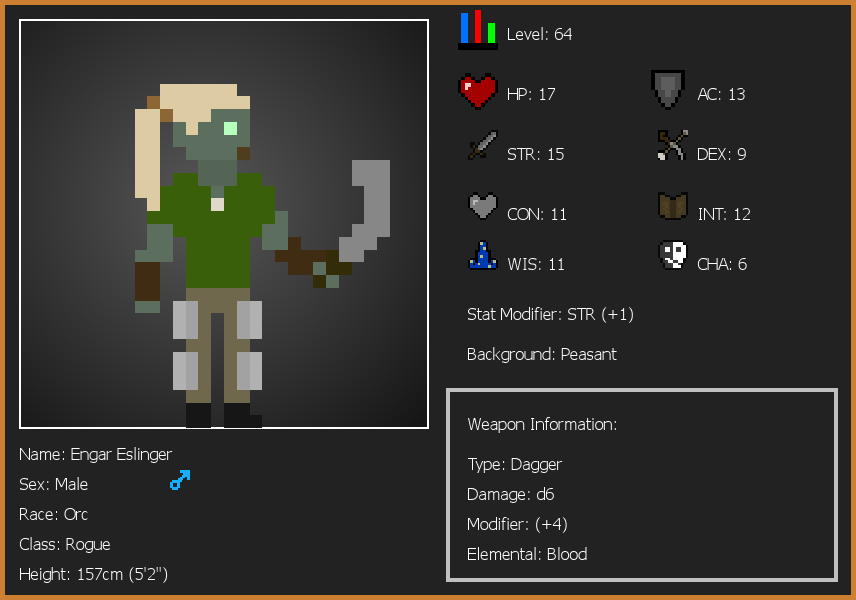 Level: 64
HP: 17
AC: 13
STR: 15
DEX: 9
CON: 11
INT: 12
WIS: 11
CHA: 6
Stat Modifier: STR (+1)
Background: Peasant
Weapon Information:
Type: Dagger
Damage: d6
Modifier: (+4)
Elemental: Blood
Name: Engar Eslinger
Sex: Male
Race: Orc
Class: Rogue
Height: 157cm (5'2")